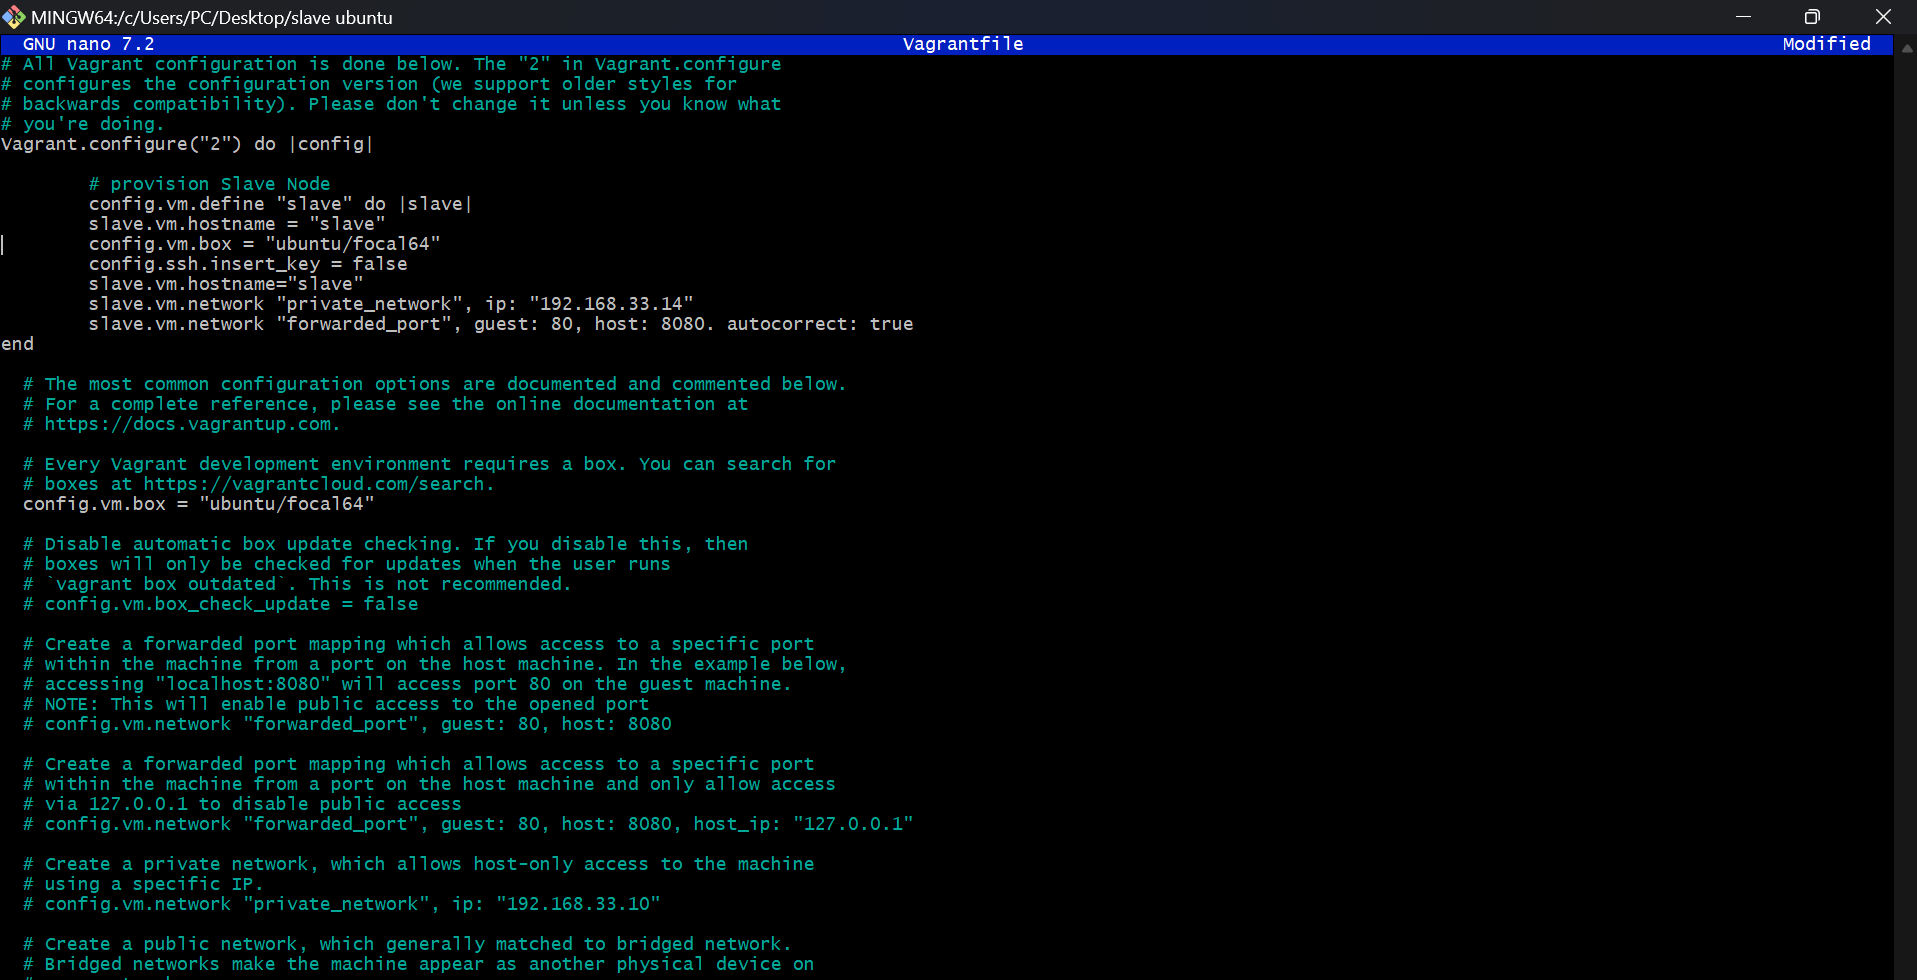 MINGW64:/c/Users/PC/Desktop/slave ubuntu
GNU nano 7.2 Vagrantfile Modified
# All Vagrant configuration is done below. The "2" in Vagrant.configure
# configures the configuration version (we support older styles for
# backwards compatibility). Please don't change it unless you know what
# you're doing.
Vagrant.configure("2") do |config|
# provision Slave Node
config.vm.define "slave" do |slave|
slave.vm.hostname = "slave"
config.vm.box = "ubuntu/focal64"
config.ssh.insert_key = false
slave.vm.hostname="slave"
slave.vm.network "private_network", ip: "192.168.33.14"
slave.vm.network "forwarded_port", guest: 80, host: 8080. autocorrect: true
end
# The most common configuration options are documented and commented below.
# For a complete reference, please see the online documentation at
# https://docs.vagrantup.com.
# Every Vagrant development environment requires a box. You can search for
# boxes at https://vagrantcloud.com/search.
config.vm.box = "ubuntu/focal64"
# Disable automatic box update checking. If you disable this, then
# boxes will only be checked for updates when the user runs
# `vagrant box outdated`. This is not recommended.
# config.vm.box_check_update = false
# Create a forwarded port mapping which allows access to a specific port
# within the machine from a port on the host machine. In the example below,
# accessing "localhost:8080" will access port 80 on the guest machine.
# NOTE: This will enable public access to the opened port
# config.vm.network "forwarded_port", guest: 80, host: 8080
# Create a forwarded port mapping which allows access to a specific port
# within the machine from a port on the host machine and only allow access
# via 127.0.0.1 to disable public access
# config.vm.network "forwarded_port", guest: 80, host: 8080, host_ip: "127.0.0.1"
# Create a private network, which allows host-only access to the machine
# using a specific IP.
# config.vm.network "private_network", ip: "192.168.33.10"
# Create a public network, which generally matched to bridged network.
# Bridged networks make the machine appear as another physical device on